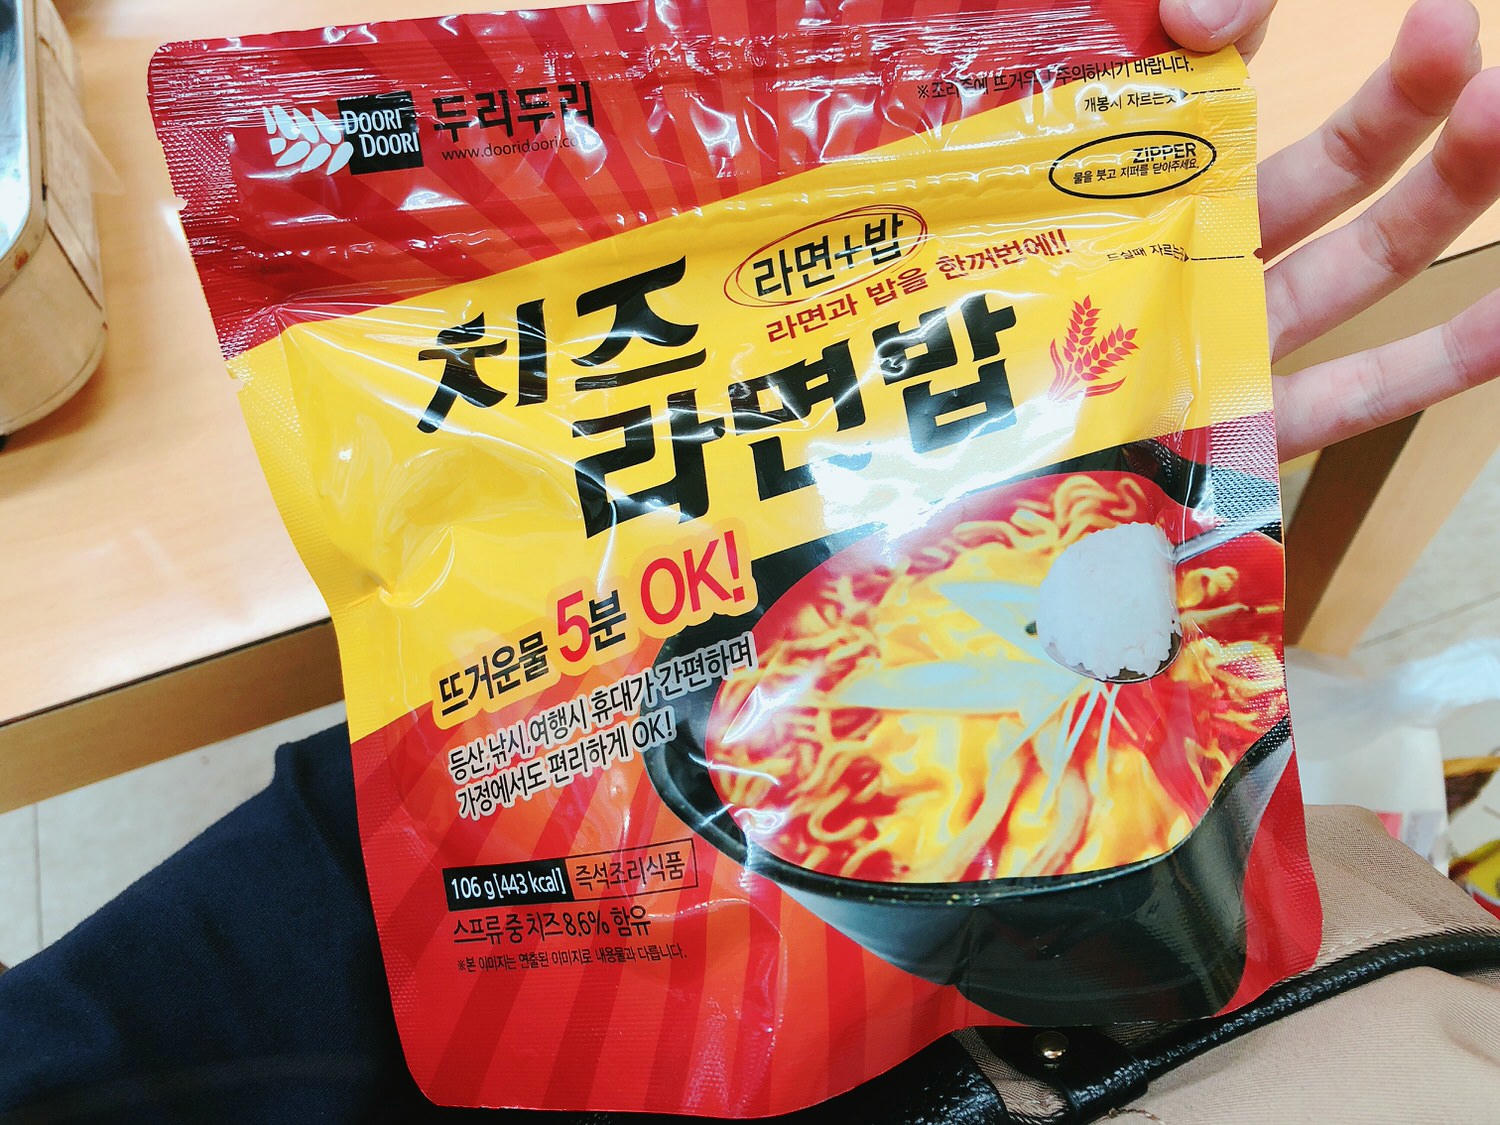 DOORI
DOORI
두리두리
www.dooridoori.co
※조리중에 뜨거우니 주의하시기 바랍니다.
개봉시 자르는곳
ZIPPER
물을 붓고 지퍼를 닫아주세요.
라면+밥
라면과 밥을 한꺼번에!!
드실때 자르는곳
치즈
라면밥
뜨거운물 5분 OK!
등산,낚시,여행시 휴대가 간편하며
가정에서도 편리하게 OK!
106 g [443 kcal] 즉석조리식품
스프류 중 치즈 8.6% 함유
※본 이미지는 연출된 이미지로 내용물과 다릅니다.